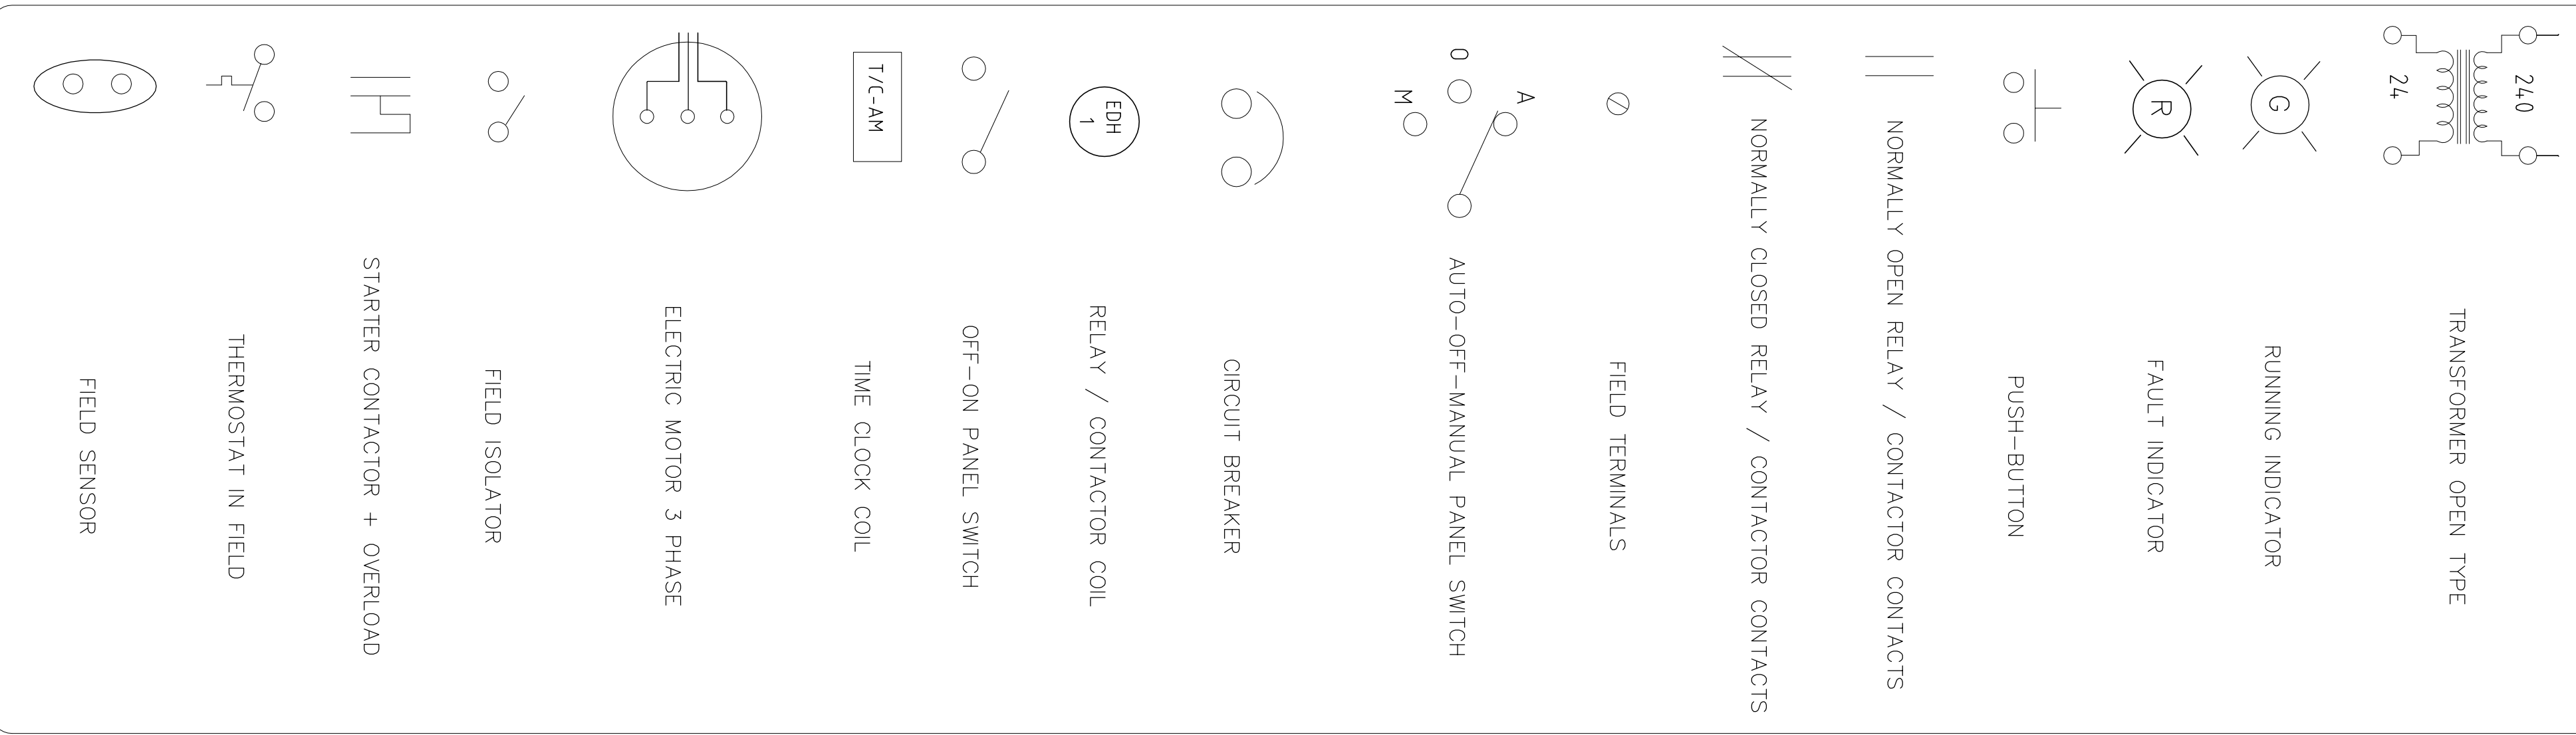 240
TRANSFORMER OPEN TYPE
24
G
RUNNING INDICATOR
R
FAULT INDICATOR
PUSH-BUTTON
NORMALLY OPEN RELAY / CONTACTOR CONTACTS
NORMALLY CLOSED RELAY / CONTACTOR CONTACTS
FIELD TERMINALS
A
O
M
AUTO-OFF-MANUAL PANEL SWITCH
CIRCUIT BREAKER
EDH
1
RELAY / CONTACTOR COIL
OFF-ON PANEL SWITCH
T/C-AM
TIME CLOCK COIL
ELECTRIC MOTOR 3 PHASE
FIELD ISOLATOR
STARTER CONTACTOR + OVERLOAD
THERMOSTAT IN FIELD
FIELD SENSOR